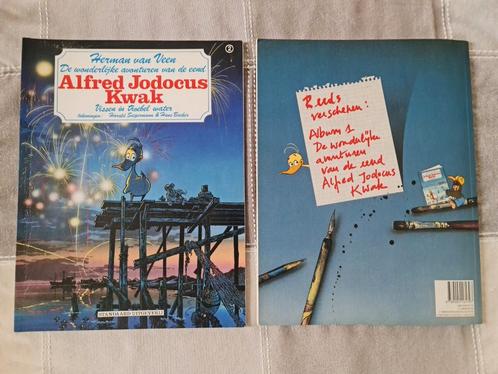 Herman van Veen
2
De wonderlijke avonturen van de eend
Alfred Jodocus
Kwak
Vissen in troebel water
tekeningen: Harald Siepermann & Hans Bacher
STANDAARD UITGEVERIJ
Reeds
verschenen:
Album 1
De wonderlijke
avonturen
van de eend
Alfred Jodocus
Kwak